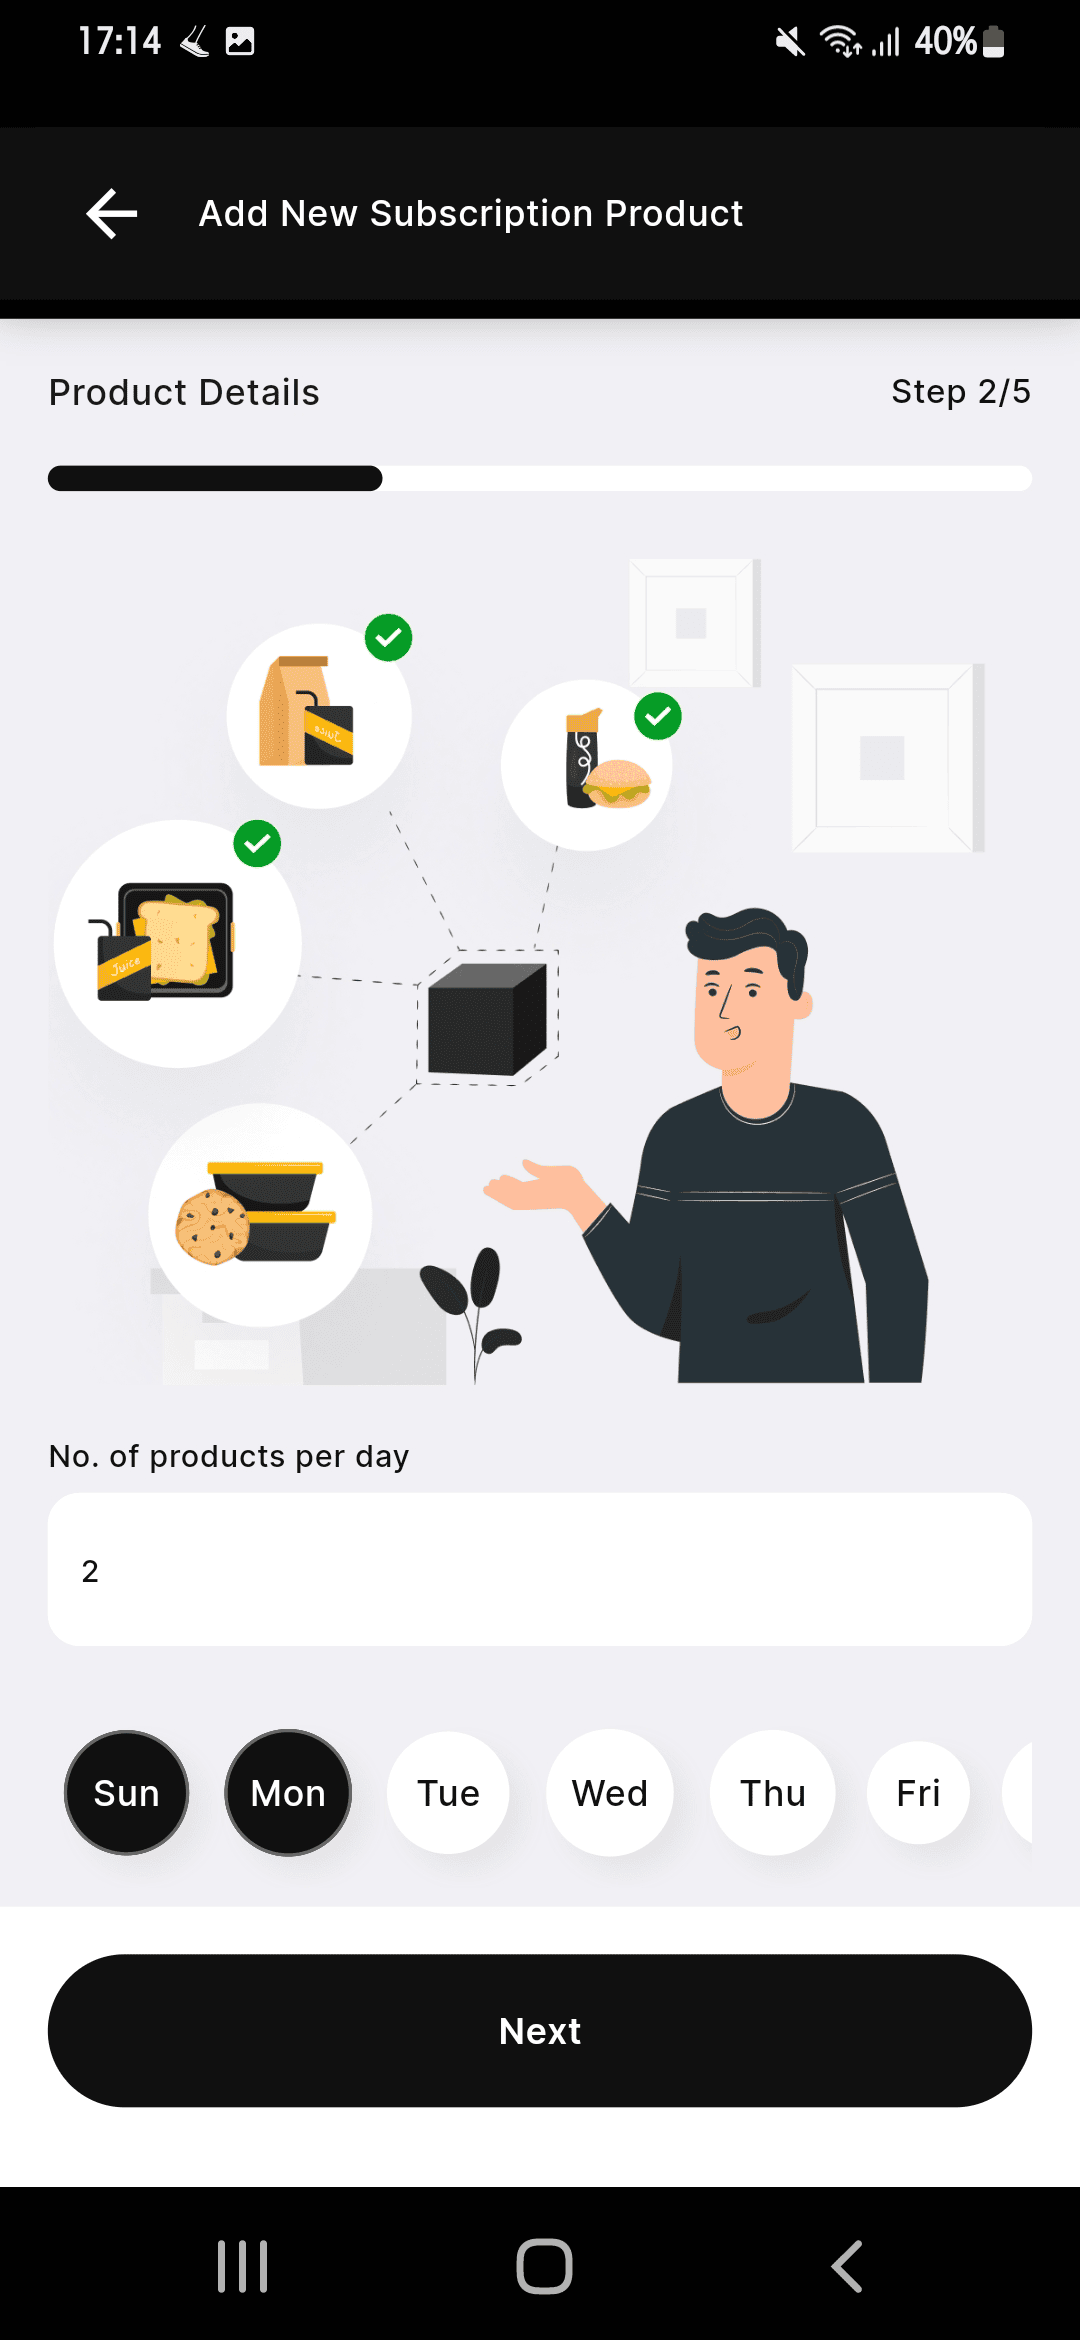 17:14
40%
Add New Subscription Product
Product Details
Step 2/5
Juice
Juice
No. of products per day
2
Sun Mon Tue Wed Thu Fri
Next